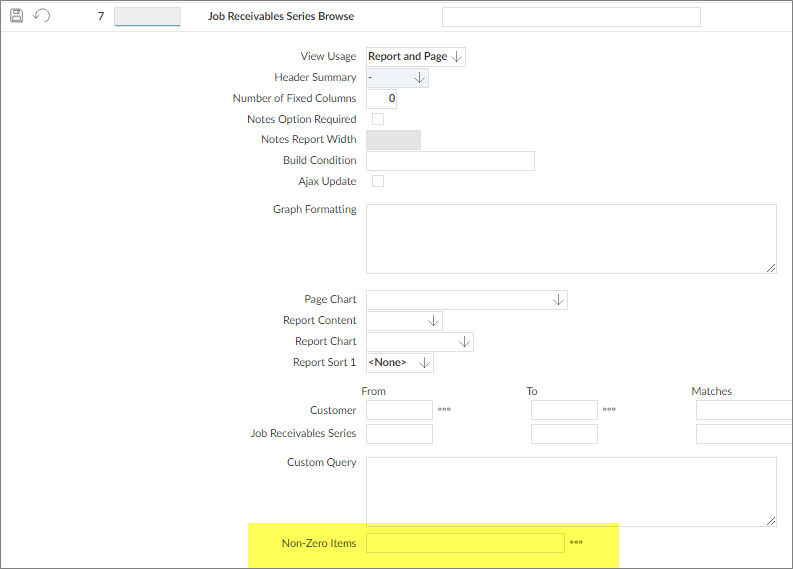 7 Job Receivables Series Browse
View Usage Report and Page
Header Summary -
Number of Fixed Columns 0
Notes Option Required
Notes Report Width
Build Condition
Ajax Update
Graph Formatting
Page Chart
Report Content
Report Chart
Report Sort 1 <None>
From To Matches
Customer
Job Receivables Series
Custom Query
Non-Zero Items